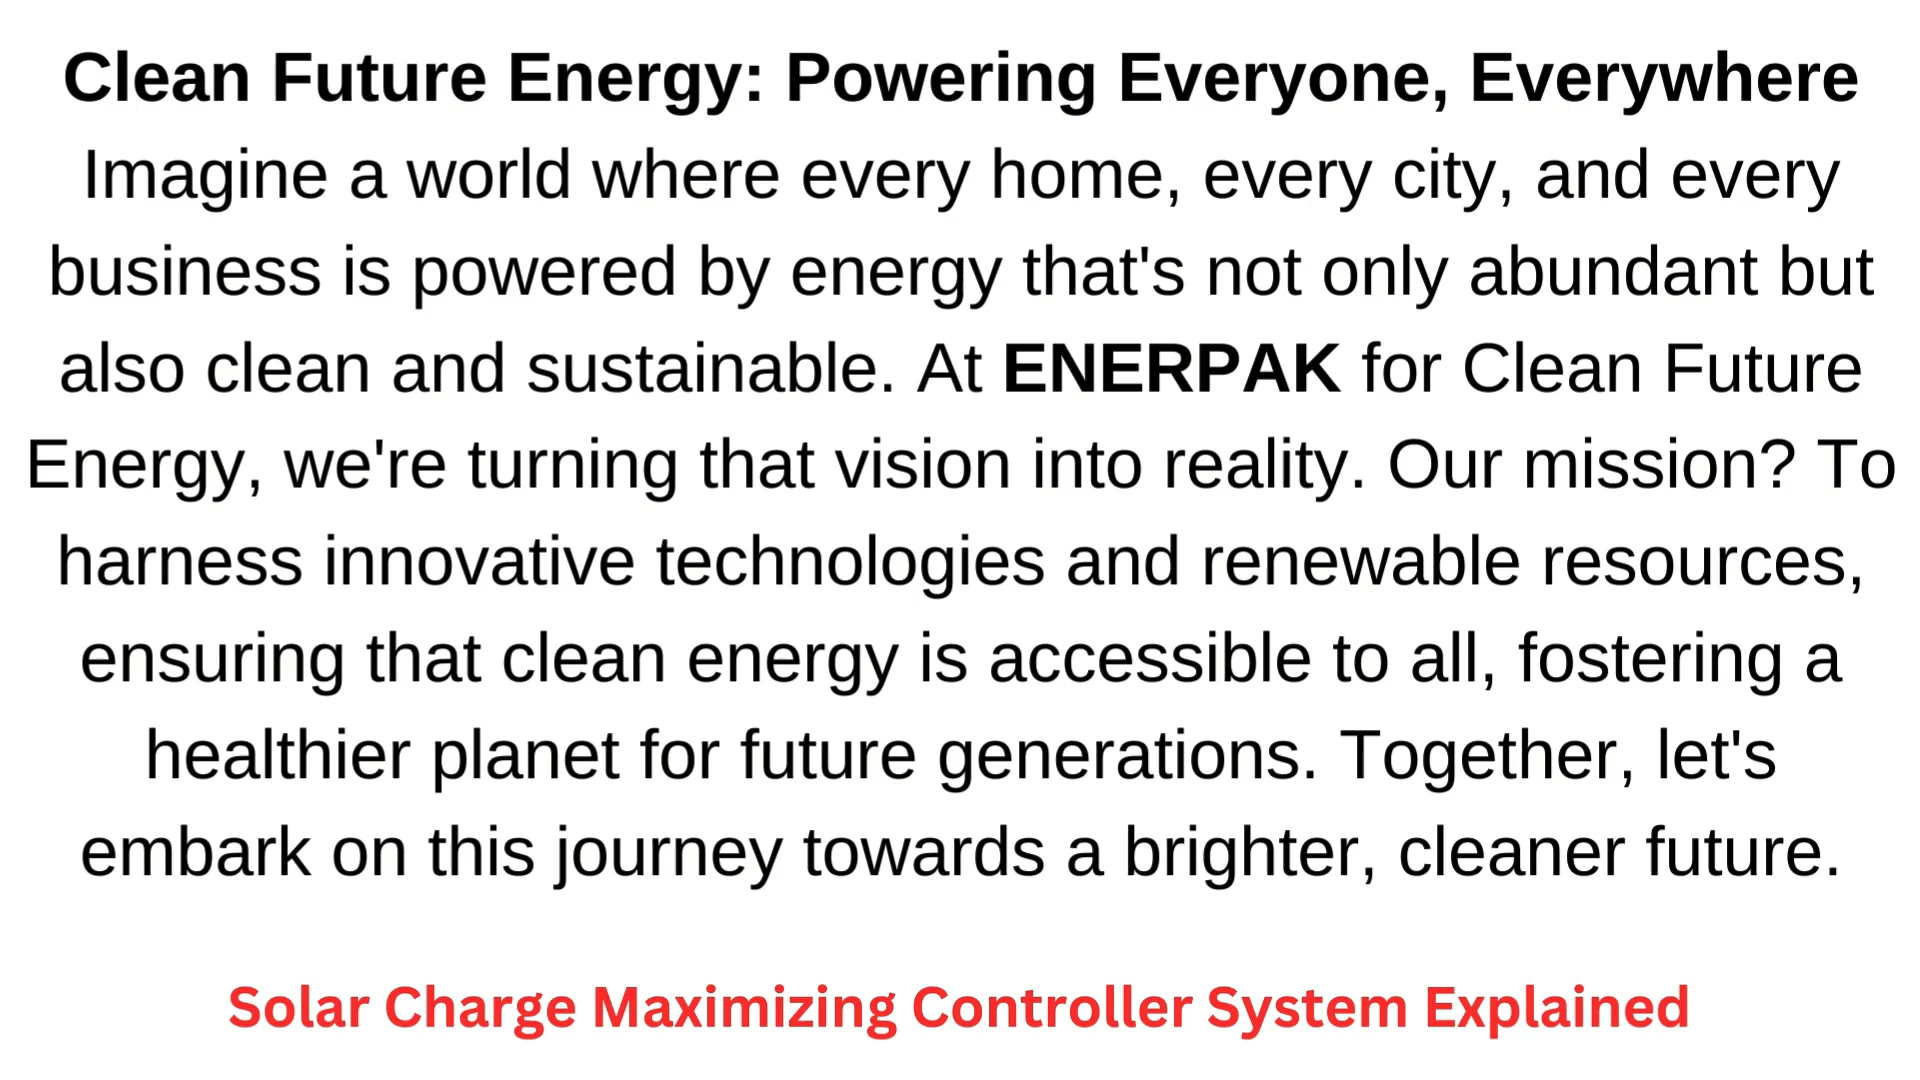 Clean Future Energy: Powering Everyone, Everywhere
Imagine a world where every home, every city, and every
business is powered by energy that's not only abundant but
also clean and sustainable. At ENERPAK for Clean Future
Energy, we're turning that vision into reality. Our mission? To
harness innovative technologies and renewable resources,
ensuring that clean energy is accessible to all, fostering a
healthier planet for future generations. Together, let's
embark on this journey towards a brighter, cleaner future.
Solar Charge Maximizing Controller System Explained